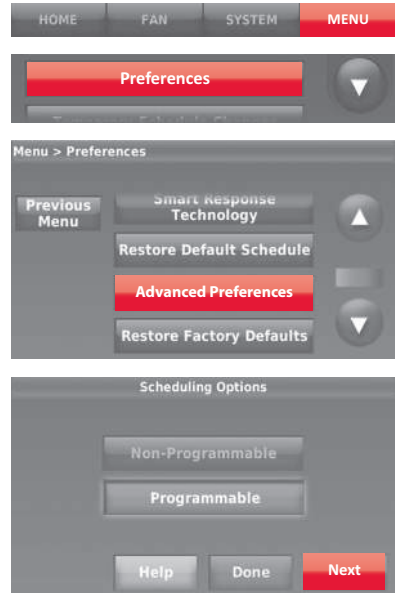 HOME FAN SYSTEM MENU
Preferences
Menu > Preferences
Previous
Menu
Smart Response
Technology
Restore Default Schedule
Advanced Preferences
Restore Factory Defaults
Scheduling Options
Non-Programmable
Programmable
Help Done Next